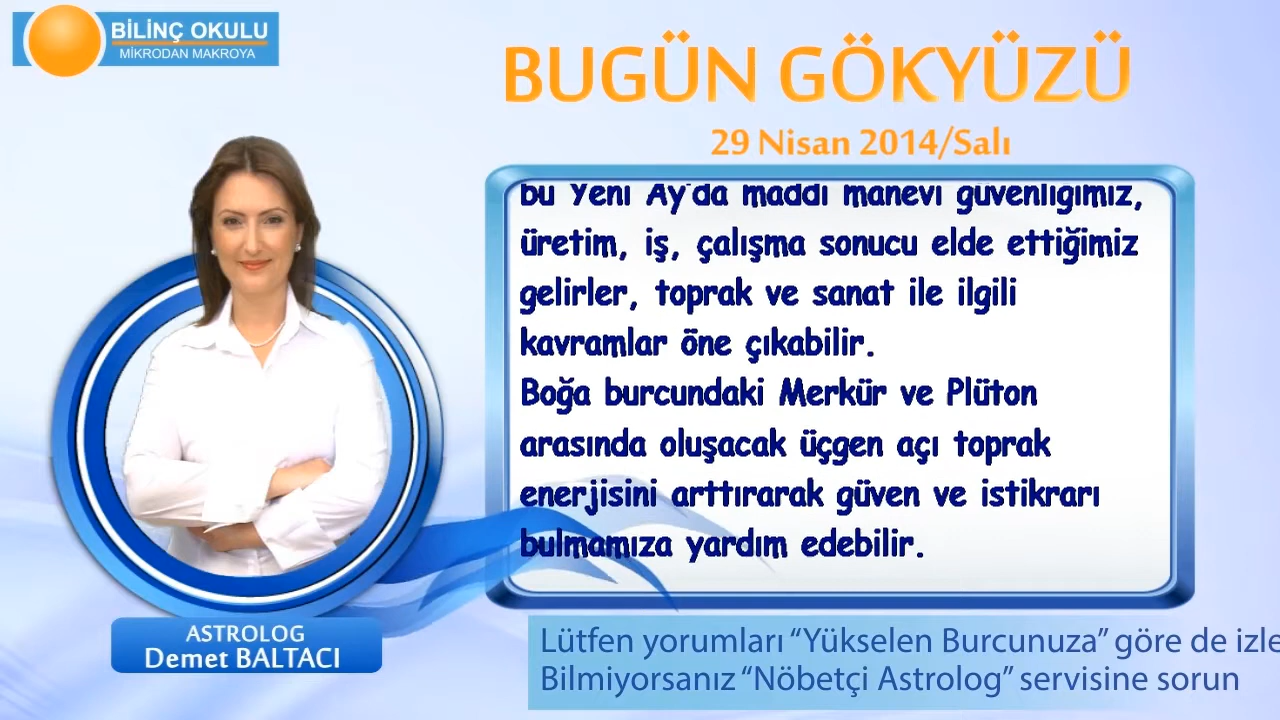 BİLİNÇ OKULU
MİKRODAN MAKROYA
BUGÜN GÖKYÜZÜ
29 Nisan 2014/Salı
bu Yeni Ay'da maddi manevi güvenliğimiz,
üretim, iş, çalışma sonucu elde ettiğimiz
gelirler, toprak ve sanat ile ilgili
kavramlar öne çıkabilir.
Boğa burcundaki Merkür ve Plüton
arasında oluşacak üçgen açı toprak
enerjisini arttırarak güven ve istikrarı
bulmamıza yardım edebilir.
ASTROLOG
Demet BALTACI
Lütfen yorumları “Yükselen Burcunuza” göre de izle
Bilmiyorsanız “Nöbetçi Astrolog” servisine sorun